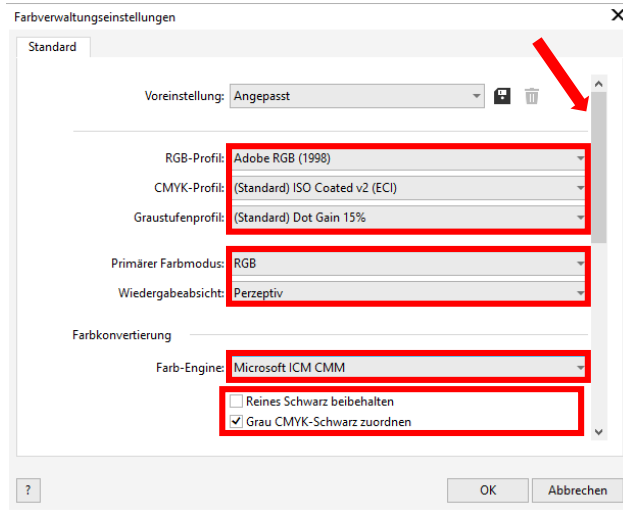 Farbverwaltungseinstellungen
Standard
Voreinstellung: Angepasst
RGB-Profil: Adobe RGB (1998)
CMYK-Profil: (Standard) ISO Coated v2 (ECI)
Graustufenprofil: (Standard) Dot Gain 15%
Primärer Farbmodus: RGB
Wiedergabeabsicht: Perzeptiv
Farbkonvertierung
Farb-Engine: Microsoft ICM CMM
Reines Schwarz beibehalten
Grau CMYK-Schwarz zuordnen
? OK Abbrechen